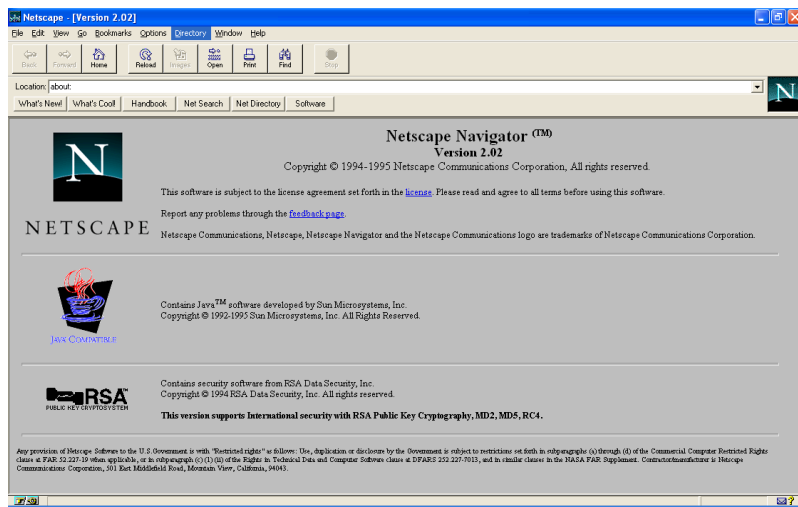 Netscape - [Version 2.02]
File Edit View Go Bookmarks Options Directory Window Help
Back Forward Home Reload Images Open Print Find Stop
Location: about:
What's New! What's Cool! Handbook Net Search Net Directory Software
N
N
NETSCAPE
Netscape Navigator (TM)
Version 2.02
Copyright © 1994-1995 Netscape Communications Corporation, All rights reserved.
This software is subject to the license agreement set forth in the license. Please read and agree to all terms before using this software.
Report any problems through the feedback page.
Netscape Communications, Netscape, Netscape Navigator and the Netscape Communications logo are trademarks of Netscape Communications Corporation.
JAVA COMPATIBLE
Contains Java™ software developed by Sun Microsystems, Inc.
Copyright © 1992-1995 Sun Microsystems, Inc. All Rights Reserved.
RSA™
PUBLIC KEY CRYPTOSYSTEM
Contains security software from RSA Data Security, Inc.
Copyright © 1994 RSA Data Security, Inc. All rights reserved.
This version supports International security with RSA Public Key Cryptography, MD2, MD5, RC4.
Any provision of Netscape Software to the U.S. Government is with "Restricted rights" as follows: Use, duplication or disclosure by the Government is subject to restrictions set forth in subparagraphs (a) through (d) of the Commercial Computer Restricted Rights
clause at FAR 52.227-19 when applicable, or in subparagraph (c) (1) (ii) of the Rights in Technical Data and Computer Software clause at DFARS 252.227-7013, and in similar clauses in the NASA FAR Supplement. Contractor/manufacturer is Netscape
Communications Corporation, 501 East Middlefield Road, Mountain View, California, 94043.